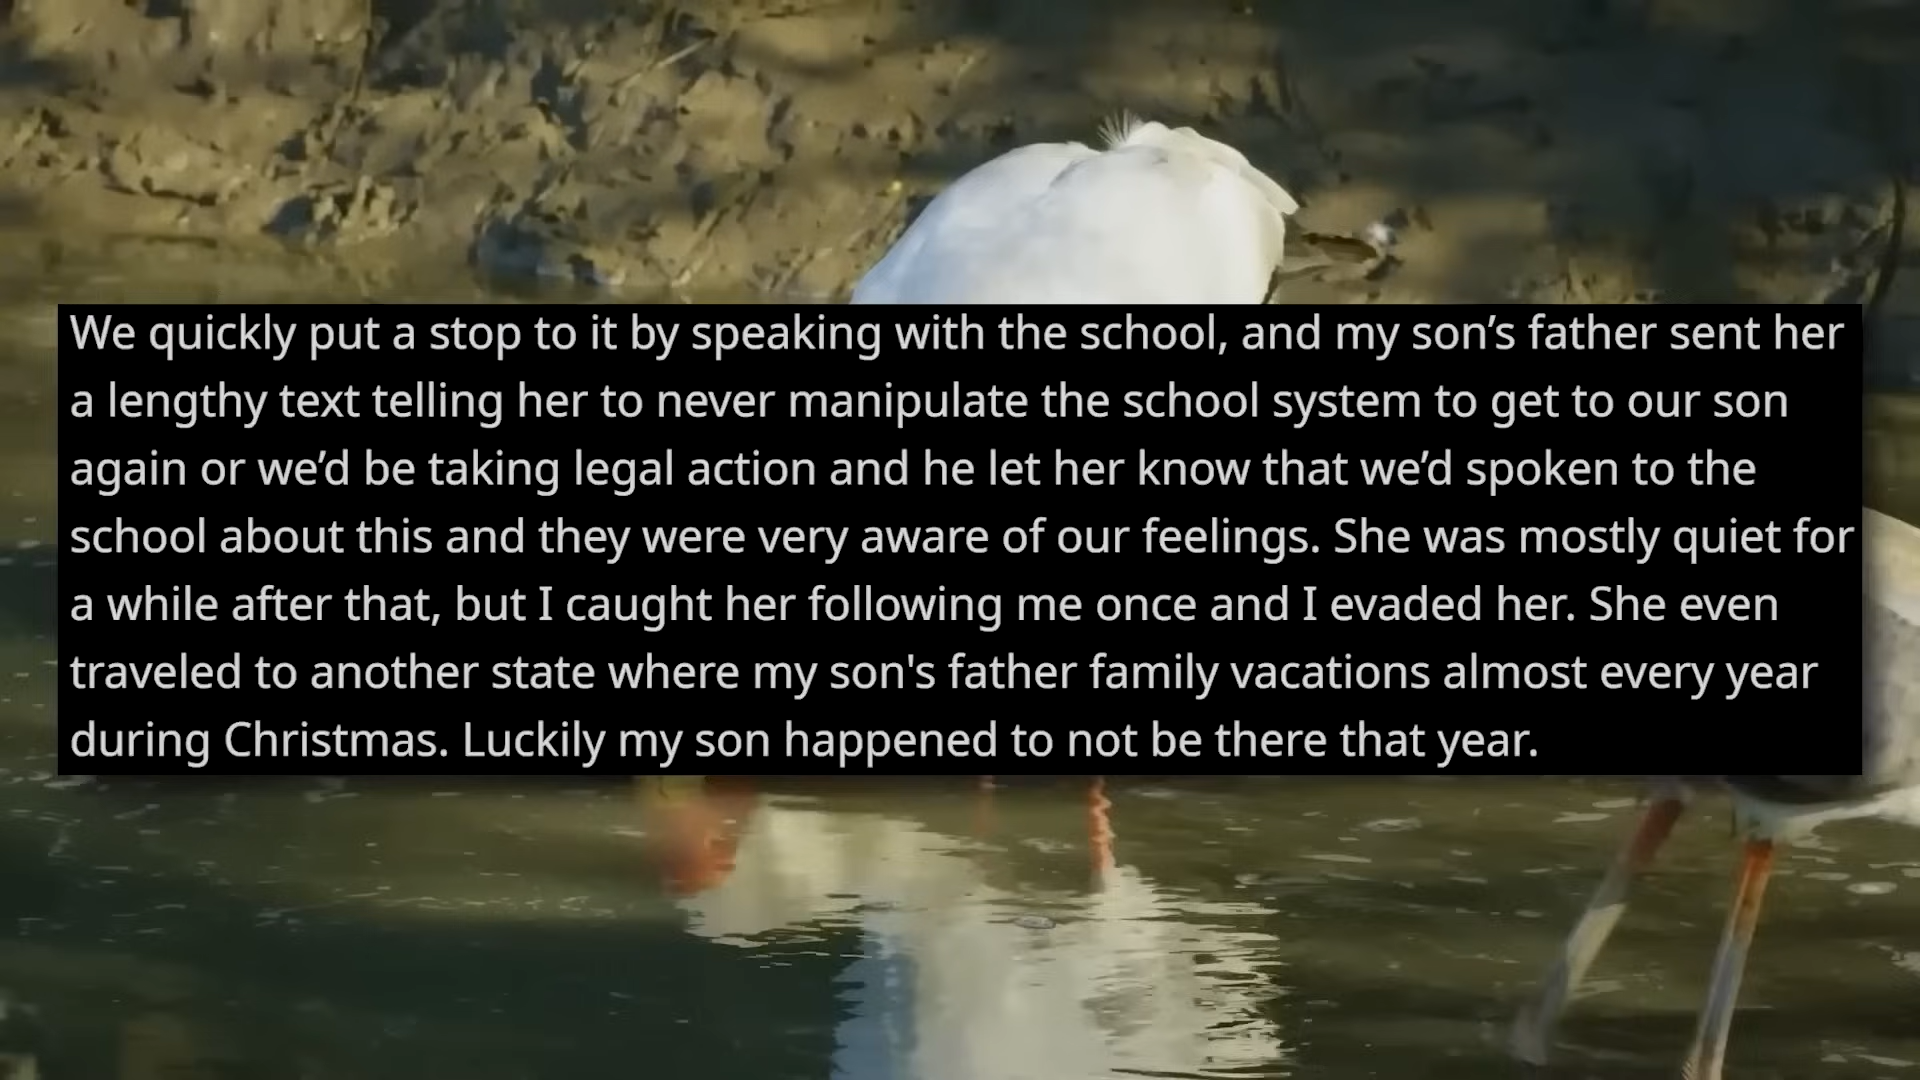 We quickly put a stop to it by speaking with the school, and my son’s father sent her
a lengthy text telling her to never manipulate the school system to get to our son
again or we’d be taking legal action and he let her know that we’d spoken to the
school about this and they were very aware of our feelings. She was mostly quiet for
a while after that, but I caught her following me once and I evaded her. She even
traveled to another state where my son's father family vacations almost every year
during Christmas. Luckily my son happened to not be there that year.